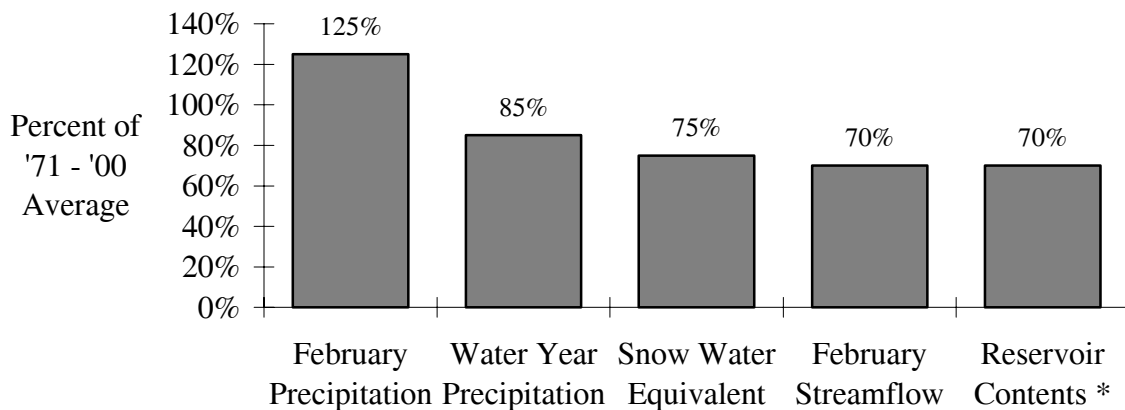 140%
120%
100%
80%
60%
40%
20%
0%
Percent of
'71 - '00
Average
125%
85%
75%
70%
70%
February
Precipitation
Water Year
Precipitation
Snow Water
Equivalent
February
Streamflow
Reservoir
Contents *